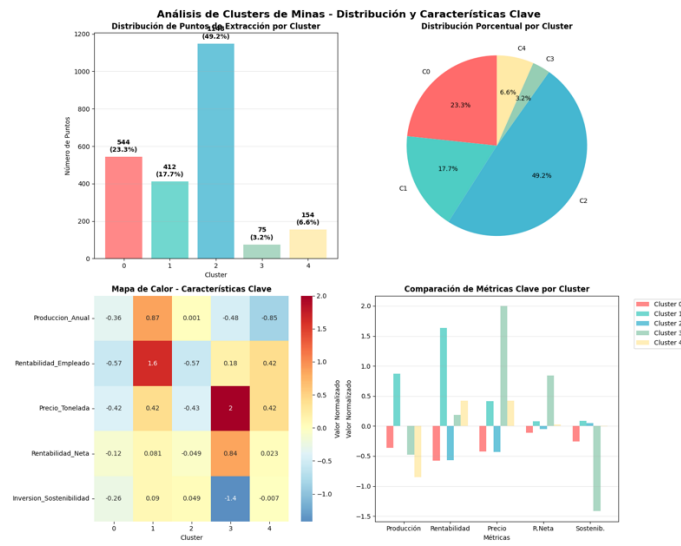 Análisis de Clusters de Minas - Distribución y Características Clave
Distribución de Puntos de Extracción por Cluster
1200
1000
800
600
400
200
0
Número de Puntos
544
(23.3%)
412
(17.7%)
1148
(49.2%)
75
(3.2%)
154
(6.6%)
0 1 2 3 4
Cluster
Distribución Porcentual por Cluster
C0
C1
C2
C3
C4
23.3%
17.7%
49.2%
3.2%
6.6%
Mapa de Calor - Características Clave
Produccion_Anual -0.36 0.87 0.001 -0.48 -0.85
Rentabilidad_Empleado -0.57 1.6 -0.57 0.18 0.42
Precio_Tonelada -0.42 0.42 -0.43 2 0.42
Rentabilidad_Neta -0.12 0.081 -0.049 0.84 0.023
Inversion_Sostenibilidad -0.26 0.09 0.049 -1.4 -0.007
0 1 2 3 4
Cluster
2.0
1.5
1.0
0.5
0.0
−0.5
−1.0
Valor Normalizado
Comparación de Métricas Clave por Cluster
2.0
1.5
1.0
0.5
0.0
−0.5
−1.0
−1.5
Valor Normalizado
Producción Rentabilidad Precio R.Neta Sostenib.
Métricas
Cluster 0
Cluster 1
Cluster 2
Cluster 3
Cluster 4